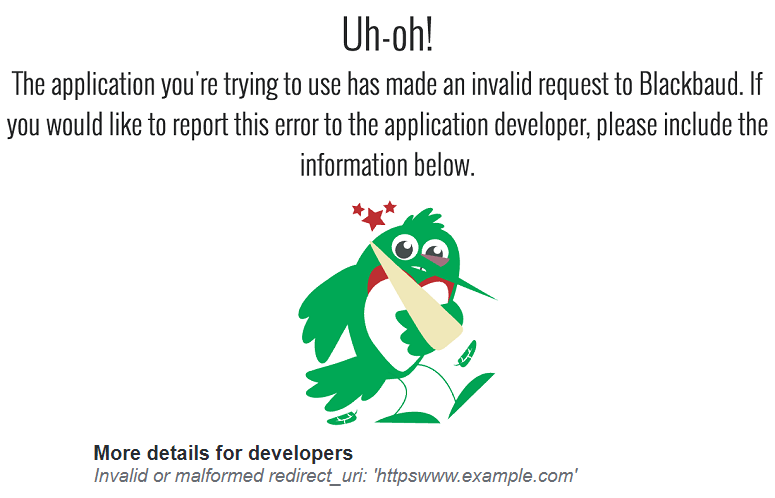 Uh-oh!
The application you're trying to use has made an invalid request to Blackbaud. If
you would like to report this error to the application developer, please include the
information below.
More details for developers
Invalid or malformed redirect_uri: 'httpswww.example.com'